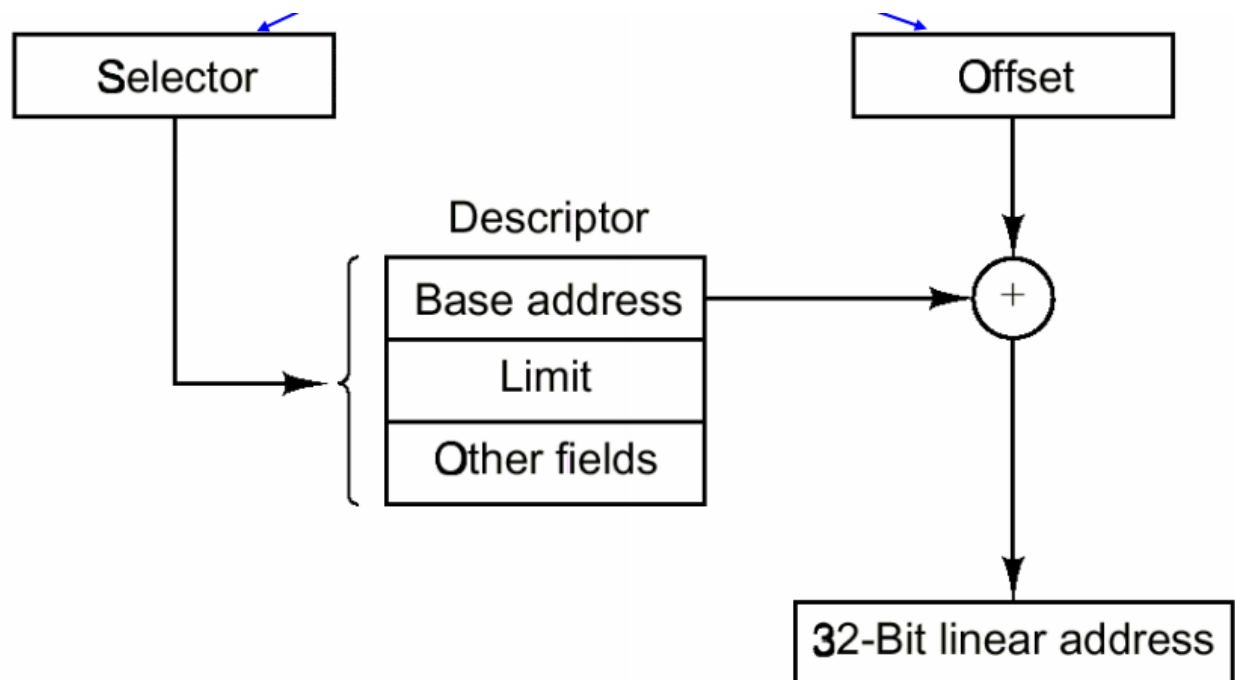 Selector
Offset
Descriptor
Base address
+
Limit
Other fields
32-Bit linear address